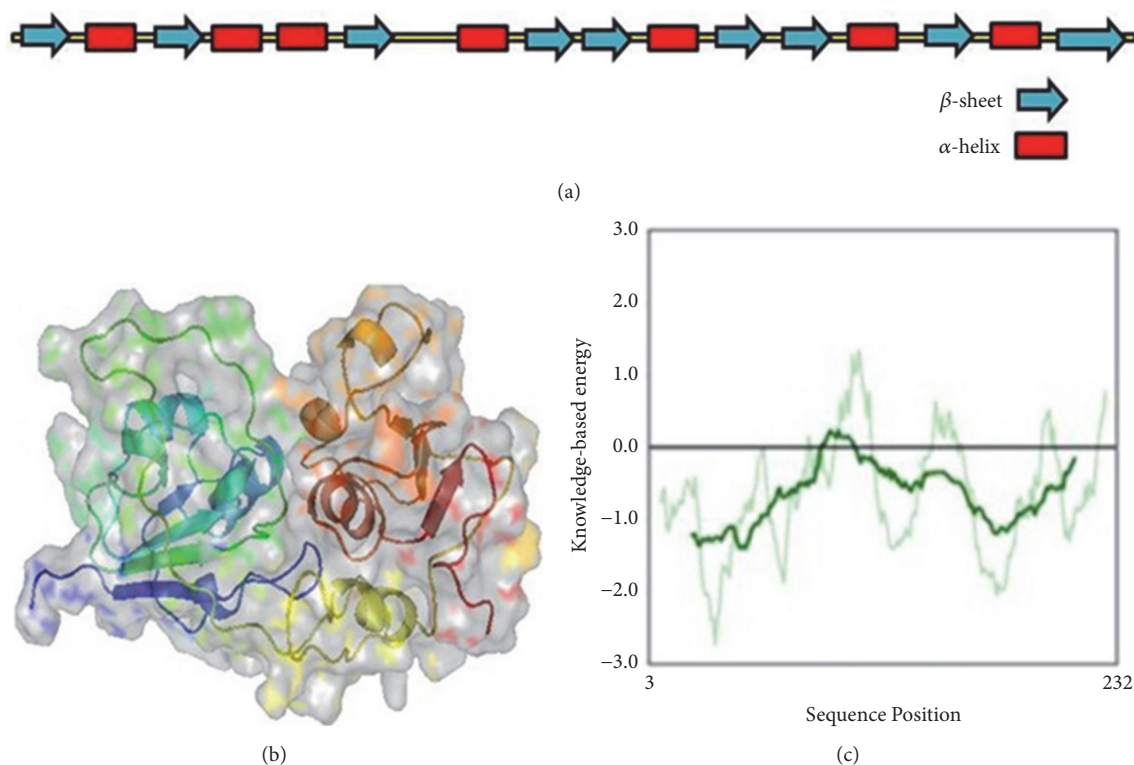 β-sheet
α-helix
(a)
3.0
2.0
1.0
0.0
−1.0
−2.0
−3.0
Knowledge-based energy
3
232
Sequence Position
(b)
(c)